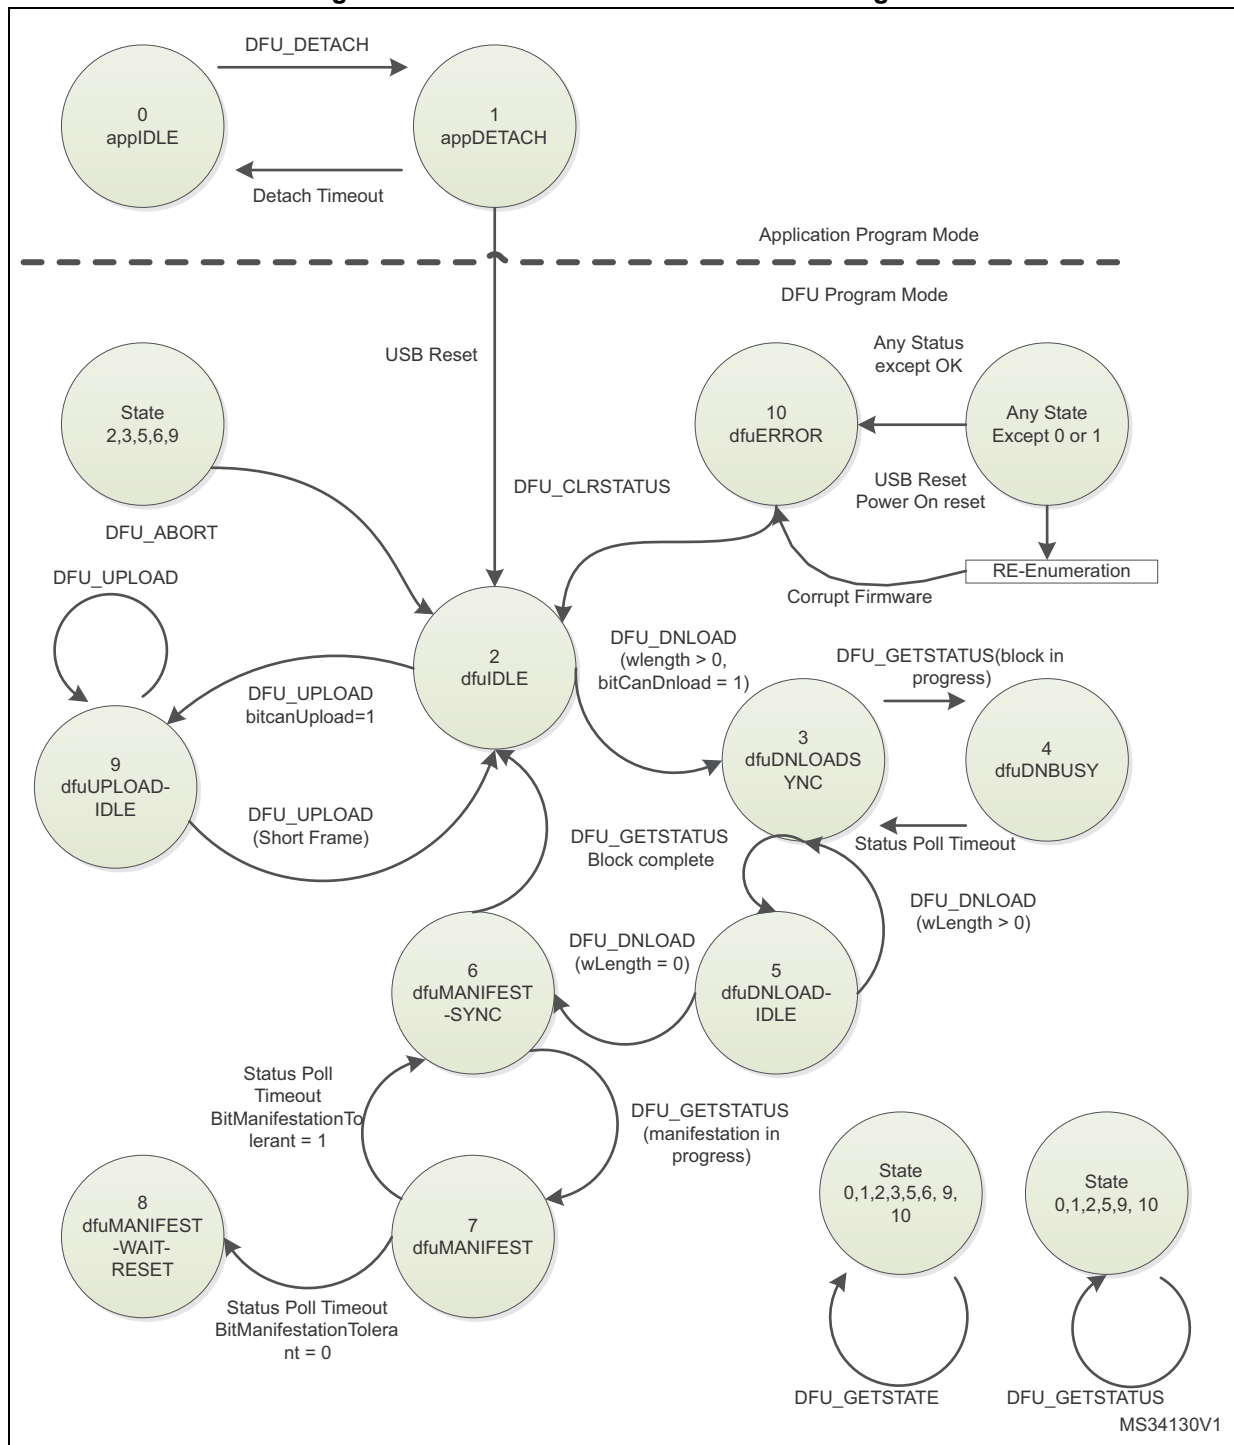 DFU_DETACH
0
appIDLE
1
appDETACH
Detach Timeout
Application Program Mode
DFU Program Mode
USB Reset
Any Status
except OK
State
2,3,5,6,9
10
dfuERROR
Any State
Except 0 or 1
USB Reset
Power On reset
DFU_CLRSTATUS
DFU_ABORT
RE-Enumeration
Corrupt Firmware
DFU_UPLOAD
2
dfuIDLE
DFU_DNLOAD
(wlength > 0,
bitCanDnload = 1)
DFU_GETSTATUS(block in
progress)
DFU_UPLOAD
bitcanUpload=1
3
dfuDNLOADS
YNC
4
dfuDNBUSY
9
dfuUPLOAD-
IDLE
DFU_UPLOAD
(Short Frame)
DFU_GETSTATUS
Block complete
Status Poll Timeout
DFU_DNLOAD
(wLength > 0)
DFU_DNLOAD
(wLength = 0)
6
dfuMANIFEST
-SYNC
5
dfuDNLOAD-
IDLE
Status Poll
Timeout
BitManifestationTo
lerant = 1
DFU_GETSTATUS
(manifestation in
progress)
8
dfuMANIFEST
-WAIT-
RESET
7
dfuMANIFEST
State
0,1,2,3,5,6, 9,
10
State
0,1,2,5,9, 10
Status Poll Timeout
BitManifestationTolera
nt = 0
DFU_GETSTATE
DFU_GETSTATUS
MS34130V1